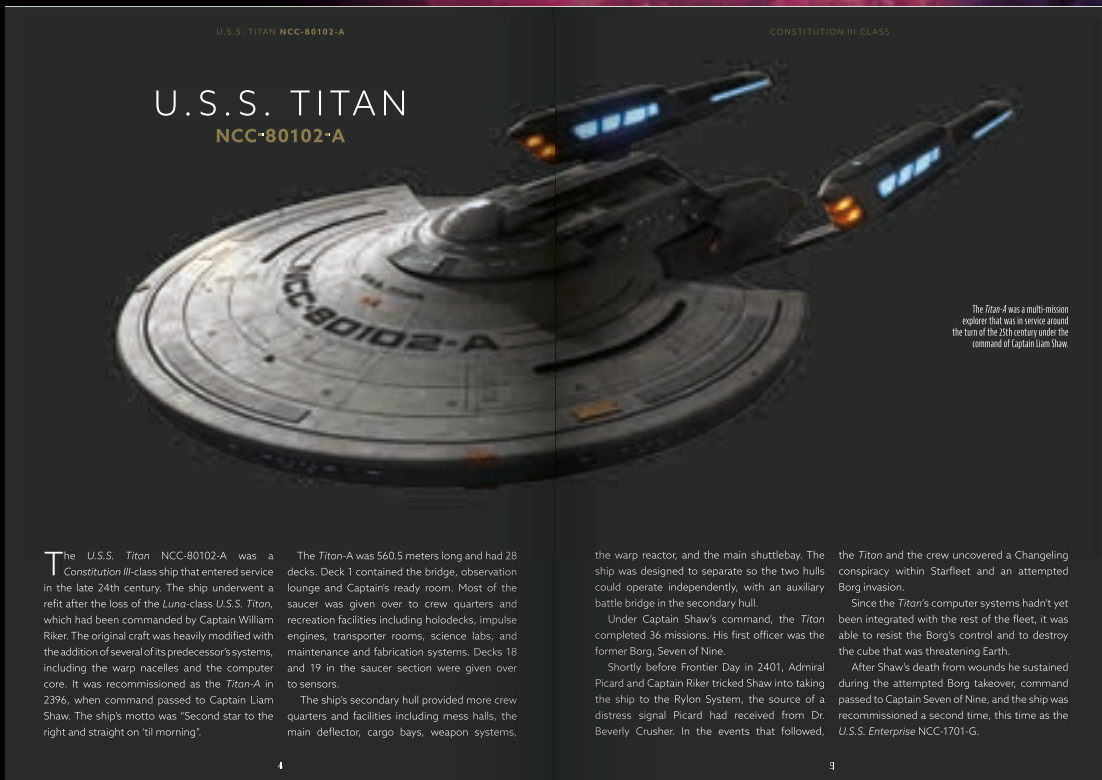 U.S.S. TITAN NCC-80102-A
CONSTITUTION III CLASS
U.S.S. TITAN
NCC-80102-A
NCC-80102-A
The Titan-A was a multi-mission
explorer that was in service around
the turn of the 25th century under the
command of Captain Liam Shaw.
The U.S.S. Titan NCC-80102-A was a
Constitution III-class ship that entered service
in the late 24th century. The ship underwent a
refit after the loss of the Luna-class U.S.S. Titan,
which had been commanded by Captain William
Riker. The original craft was heavily modified with
the addition of several of its predecessor's systems,
including the warp nacelles and the computer
core. It was recommissioned as the Titan-A in
2396, when command passed to Captain Liam
Shaw. The ship's motto was "Second star to the
right and straight on 'til morning".
The Titan-A was 560.5 meters long and had 28
decks. Deck 1 contained the bridge, observation
lounge and Captain's ready room. Most of the
saucer was given over to crew quarters and
recreation facilities including holodecks, impulse
engines, transporter rooms, science labs, and
maintenance and fabrication systems. Decks 18
and 19 in the saucer section were given over
to sensors.
The ship's secondary hull provided more crew
quarters and facilities including mess halls, the
main deflector, cargo bays, weapon systems,
the warp reactor, and the main shuttlebay. The
ship was designed to separate so the two hulls
could operate independently, with an auxiliary
battle bridge in the secondary hull.
Under Captain Shaw's command, the Titan
completed 36 missions. His first officer was the
former Borg, Seven of Nine.
Shortly before Frontier Day in 2401, Admiral
Picard and Captain Riker tricked Shaw into taking
the ship to the Rylon System, the source of a
distress signal Picard had received from Dr.
Beverly Crusher. In the events that followed,
the Titan and the crew uncovered a Changeling
conspiracy within Starfleet and an attempted
Borg invasion.
Since the Titan's computer systems hadn't yet
been integrated with the rest of the fleet, it was
able to resist the Borg's control and to destroy
the cube that was threatening Earth.
After Shaw's death from wounds he sustained
during the attempted Borg takeover, command
passed to Captain Seven of Nine, and the ship was
recommissioned a second time, this time as the
U.S.S. Enterprise NCC-1701-G.
4
5